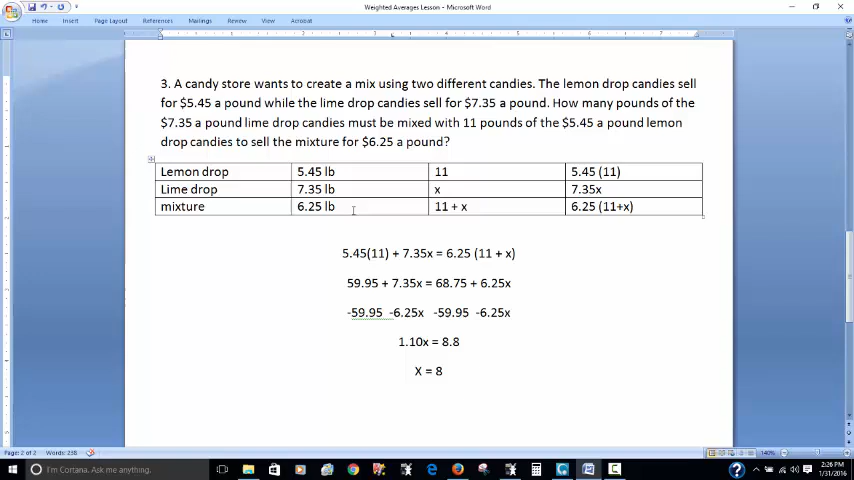 Weighted Averages Lesson - Microsoft Word
Home Insert Page Layout References Mailings Review View Acrobat
3. A candy store wants to create a mix using two different candies. The lemon drop candies sell
for $5.45 a pound while the lime drop candies sell for $7.35 a pound. How many pounds of the
$7.35 a pound lime drop candies must be mixed with 11 pounds of the $5.45 a pound lemon
drop candies to sell the mixture for $6.25 a pound?
Lemon drop 5.45 lb 11 5.45 (11)
Lime drop 7.35 lb x 7.35x
mixture 6.25 lb 11 + x 6.25 (11+x)
5.45(11) + 7.35x = 6.25 (11 + x)
59.95 + 7.35x = 68.75 + 6.25x
-59.95 -6.25x -59.95 -6.25x
1.10x = 8.8
X = 8
Page: 2 of 2 Words: 238 140%
I'm Cortana. Ask me anything. 2:26 PM
1/31/2016